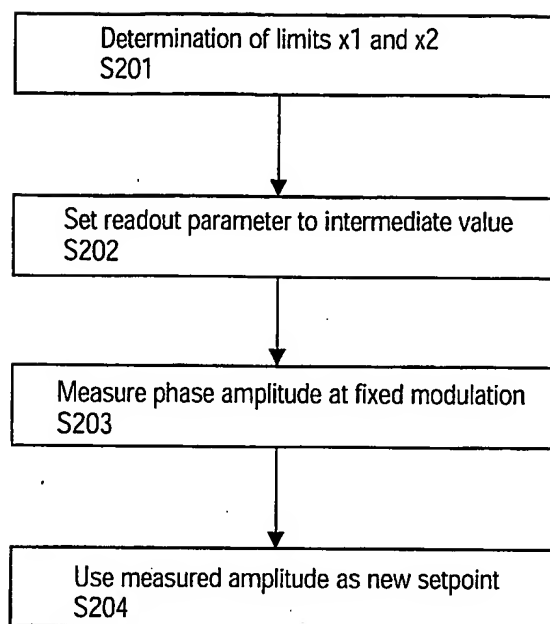 Determination of limits x1 and x2
S201
Set readout parameter to intermediate value
S202
Measure phase amplitude at fixed modulation
S203
Use measured amplitude as new setpoint
S204